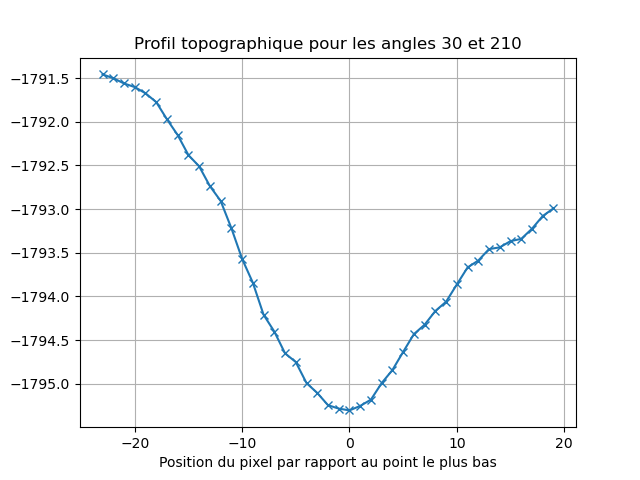 Profil topographique pour les angles 30 et 210
−1791.5
−1792.0
−1792.5
−1793.0
−1793.5
−1794.0
−1794.5
−1795.0
−20 −10 0 10 20
Position du pixel par rapport au point le plus bas